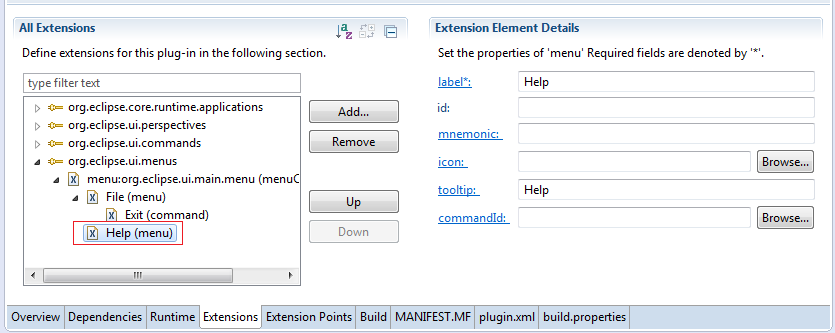 All Extensions
Define extensions for this plug-in in the following section.
type filter text
org.eclipse.core.runtime.applications
org.eclipse.ui.perspectives
org.eclipse.ui.commands
org.eclipse.ui.menus
menu:org.eclipse.ui.main.menu (menuC
File (menu)
Exit (command)
Help (menu)
Add...
Remove
Up
Down
Extension Element Details
Set the properties of 'menu' Required fields are denoted by '*'.
label*: Help
id:
mnemonic:
icon: Browse...
tooltip: Help
commandId: Browse...
Overview Dependencies Runtime Extensions Extension Points Build MANIFEST.MF plugin.xml build.properties